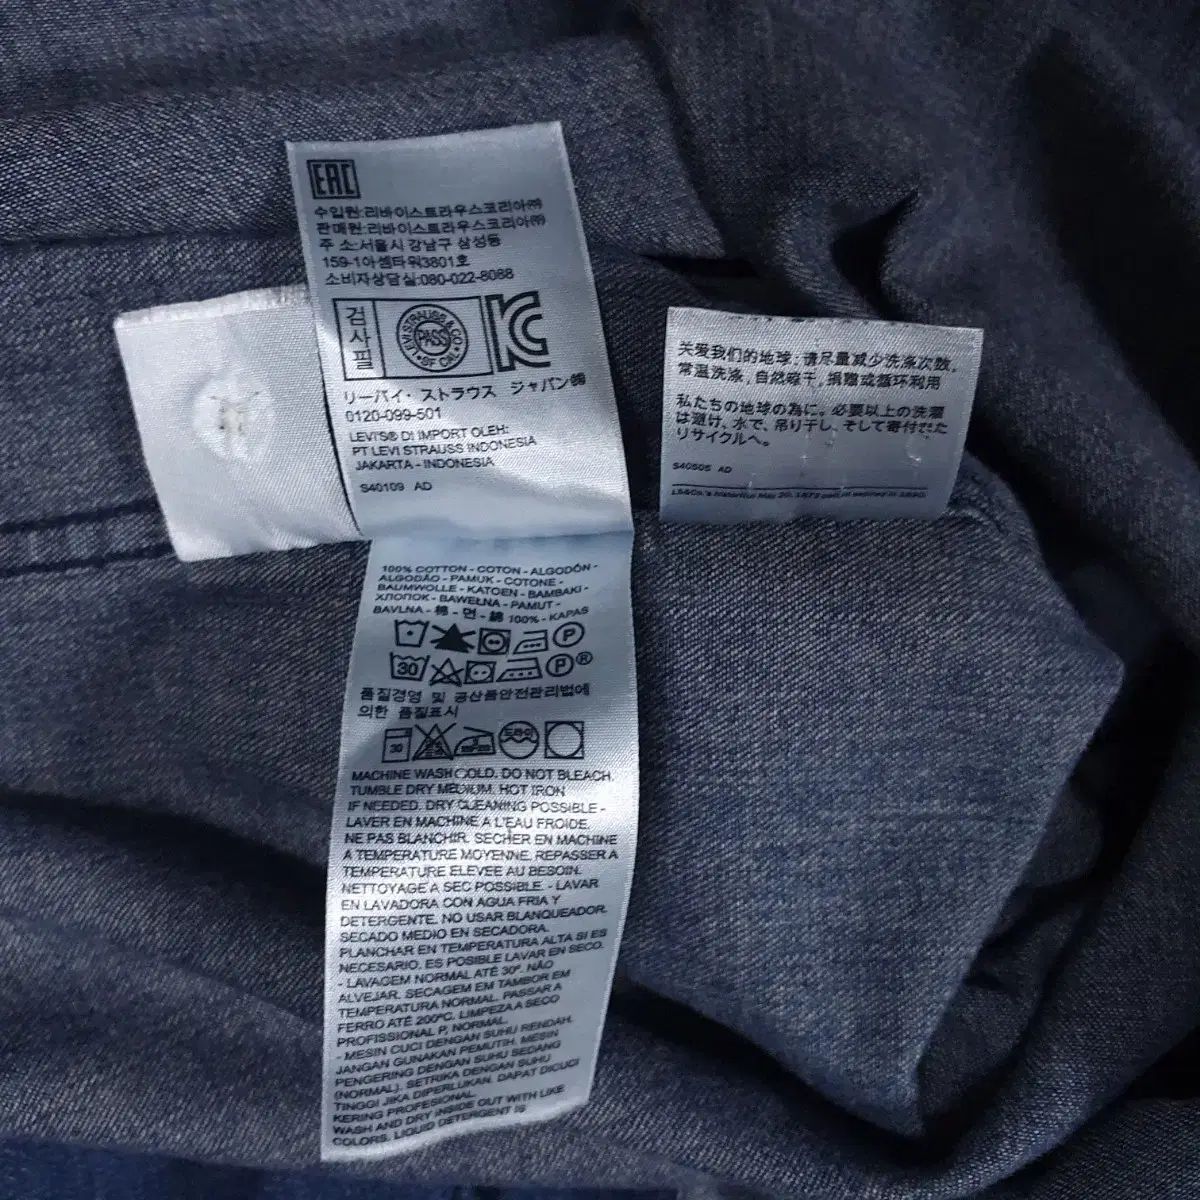 EAC
수입원:리바이스트라우스코리아㈜
판매원:리바이스트라우스코리아㈜
주 소:서울시 강남구 삼성동
159-1아셈타워3801호
소비자상담실:080-022-8088
검사필
LEVI STRAUSS & CO.
PASS
OF CAL.
KC
リーバイ・ストラウス ジャパン㈱
0120-099-501
LEVI'S® DI IMPORT OLEH:
PT LEVI STRAUSS INDONESIA
JAKARTA - INDONESIA
S40109 AD
关爱我们的地球:请尽量减少洗涤次数,
常温洗涤,自然晾干,捐赠或循环利用
私たちの地球の為に。必要以上の洗濯
は避け、水で、吊り干し、そして寄付また
リサイクルへ。
S40505 AD
100% COTTON - COTON - ALGODÓN -
ALGODÃO - PAMUK - COTONE -
BAUMWOLLE - KATOEN - BAMBAKI -
ХЛОПОК - BAWEŁNA - PAMUT -
BAVLNA - 棉 - 면 - 綿 100% - KAPAS
P
30 P ®
품질경영 및 공산품안전관리법에
의한 품질표시
30 드라이
MACHINE WASH COLD. DO NOT BLEACH.
TUMBLE DRY MEDIUM. HOT IRON
IF NEEDED. DRY CLEANING POSSIBLE -
LAVER EN MACHINE A L'EAU FROIDE.
NE PAS BLANCHIR. SECHER EN MACHINE
A TEMPERATURE MOYENNE. REPASSER A
TEMPERATURE ELEVEE AU BESOIN.
NETTOYAGE A SEC POSSIBLE. - LAVAR
EN LAVADORA CON AGUA FRIA Y
DETERGENTE. NO USAR BLANQUEADOR.
SECADO MEDIO EN SECADORA.
PLANCHAR EN TEMPERATURA ALTA SI ES
NECESARIO. ES POSIBLE LAVAR EN SECO.
- LAVAGEM NORMAL ATÉ 30º. NÃO
ALVEJAR. SECAGEM EM TAMBOR EM
TEMPERATURA NORMAL. PASSAR A
FERRO ATÉ 200ºC. LIMPEZA A SECO
PROFISSIONAL P, NORMAL.
- MESIN CUCI DENGAN SUHU RENDAH.
JANGAN GUNAKAN PEMUTIH. MESIN
PENGERING DENGAN SUHU SEDANG
(NORMAL). SETRIKA DENGAN SUHU
TINGGI JIKA DIPERLUKAN. DAPAT DICUCI
KERING PROFESIONAL.
WASH AND DRY INSIDE OUT WITH LIKE
COLORS. LIQUID DETERGENT IS